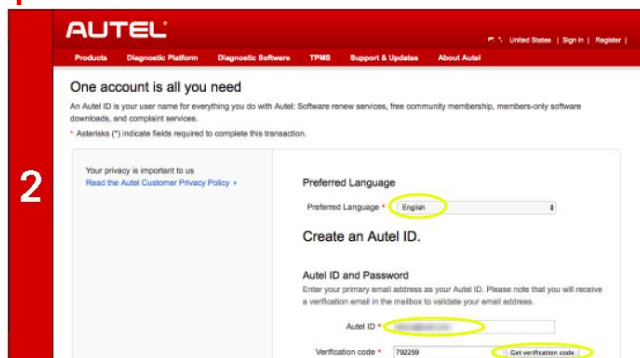 AUTEL
United States | Sign in | Register |
Products Diagnostic Platform Diagnostic Software TPMS Support & Updates About Autel
One account is all you need
An Autel ID is your user name for everything you do with Autel: Software renew services, free community membership, members-only software
downloads, and complaint services.
* Asterisks (*) indicate fields required to complete this transaction.
2
Your privacy is important to us
Read the Autel Customer Privacy Policy
Preferred Language
Preferred Language * English
Create an Autel ID.
Autel ID and Password
Enter your primary email address as your Autel ID. Please note that you will receive
a verification email in the mailbox to validate your email address.
Autel ID *
Verification code * 792259 Get verification code